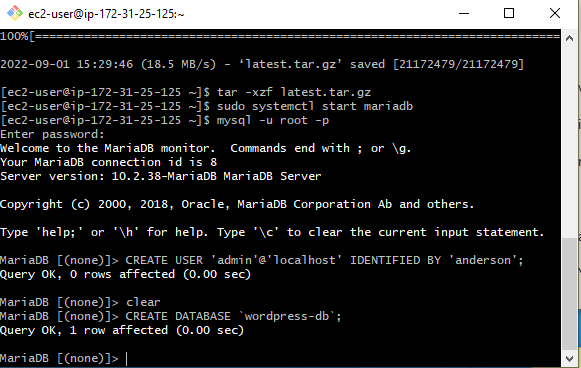 ec2-user@ip-172-31-25-125:~
100%[======================================================================
2022-09-01 15:29:46 (18.5 MB/s) - ‘latest.tar.gz’ saved [21172479/21172479]
[ec2-user@ip-172-31-25-125 ~]$ tar -xzf latest.tar.gz
[ec2-user@ip-172-31-25-125 ~]$ sudo systemctl start mariadb
[ec2-user@ip-172-31-25-125 ~]$ mysql -u root -p
Enter password:
Welcome to the MariaDB monitor.  Commands end with ; or \g.
Your MariaDB connection id is 8
Server version: 10.2.38-MariaDB MariaDB Server
Copyright (c) 2000, 2018, Oracle, MariaDB Corporation Ab and others.
Type 'help;' or '\h' for help. Type '\c' to clear the current input statement.
MariaDB [(none)]> CREATE USER 'admin'@'localhost' IDENTIFIED BY 'anderson';
Query OK, 0 rows affected (0.00 sec)
MariaDB [(none)]> clear
MariaDB [(none)]> CREATE DATABASE `wordpress-db`;
Query OK, 1 row affected (0.00 sec)
MariaDB [(none)]>